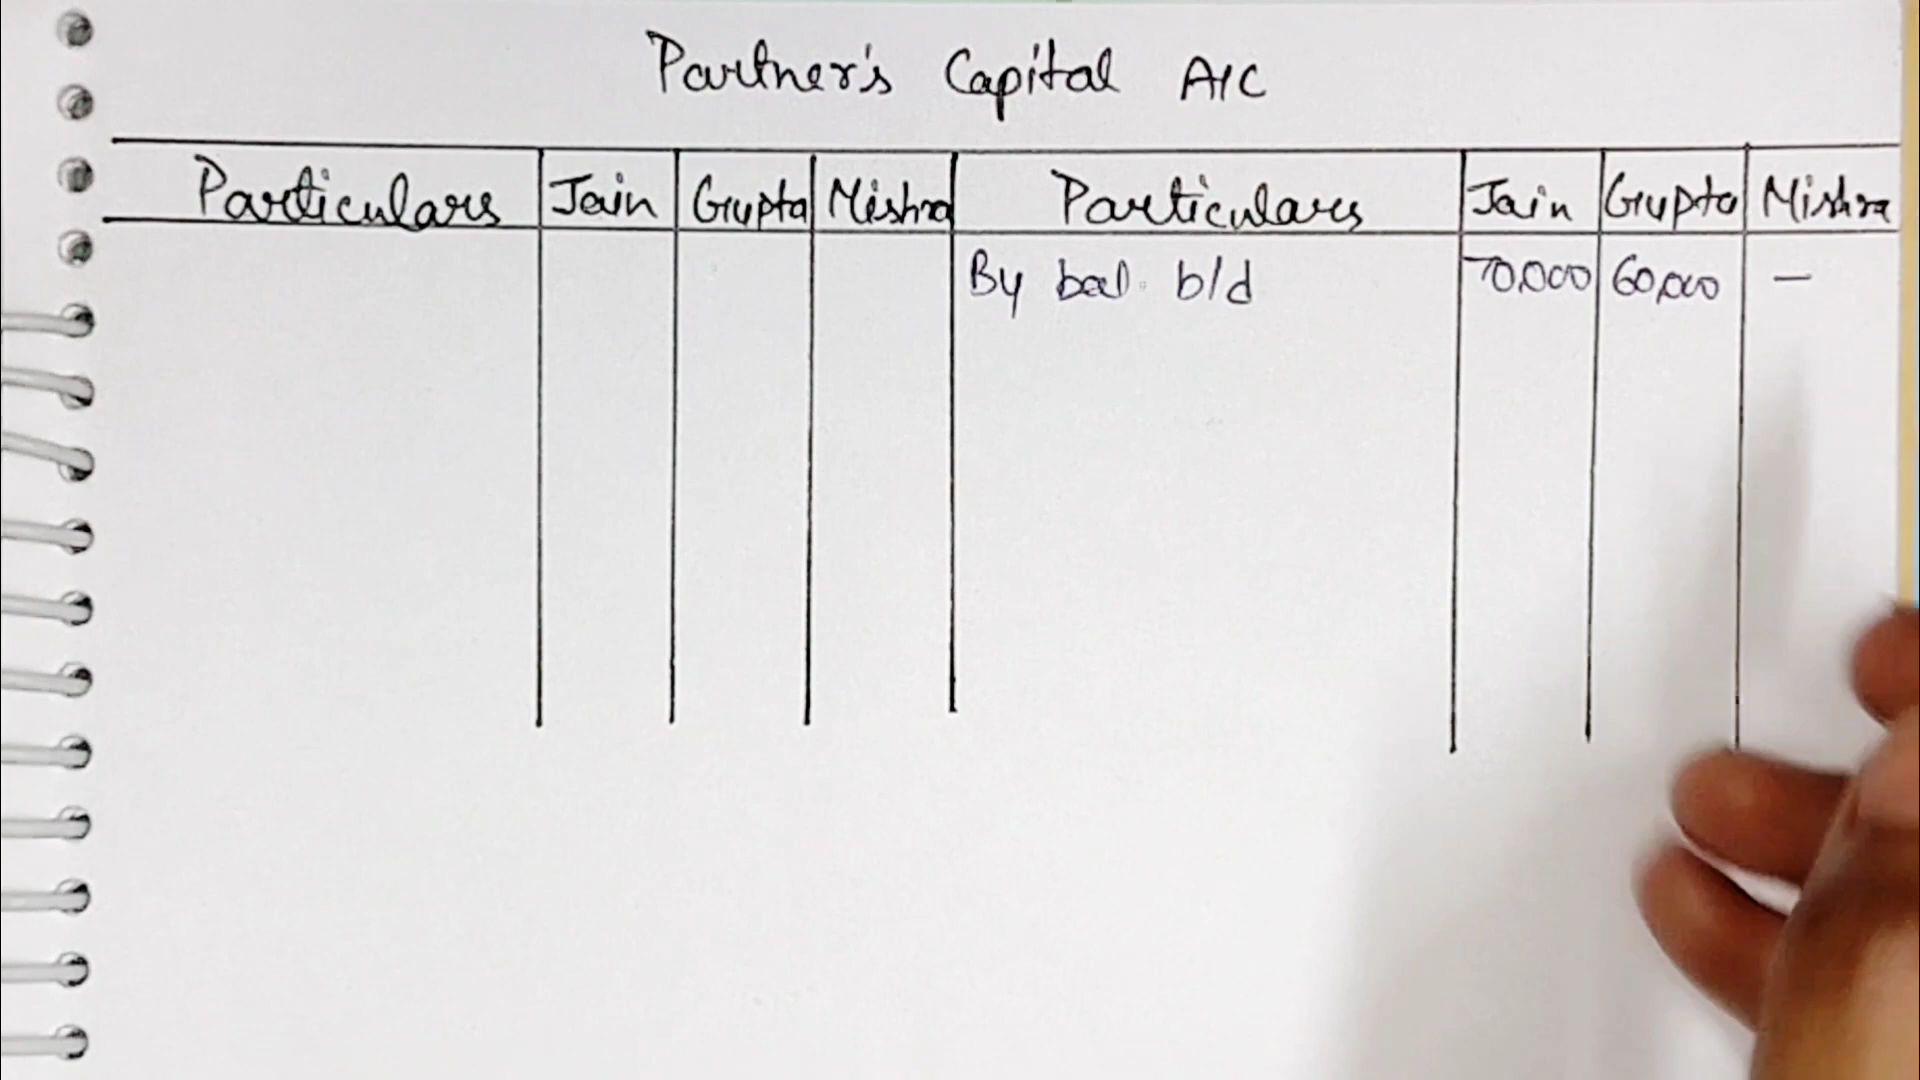 Partner's Capital A/C
Particulars Jain Gupta Mishra Particulars Jain Gupta Mishra
By bal. b/d 70,000 60,000 —